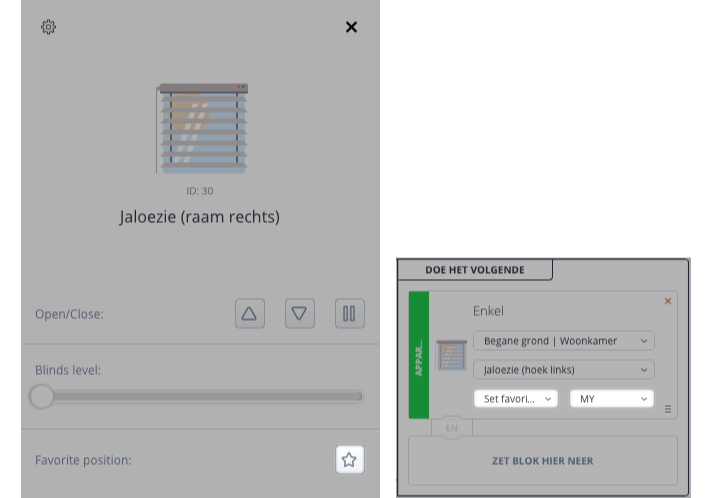 ID: 30
Jaloezie (raam rechts)
Open/Close:
Blinds level:
Favorite position:
DOE HET VOLGENDE
APPAR...
Enkel
Begane grond | Woonkamer
Jaloezie (hoek links)
Set favori... MY
EN
ZET BLOK HIER NEER